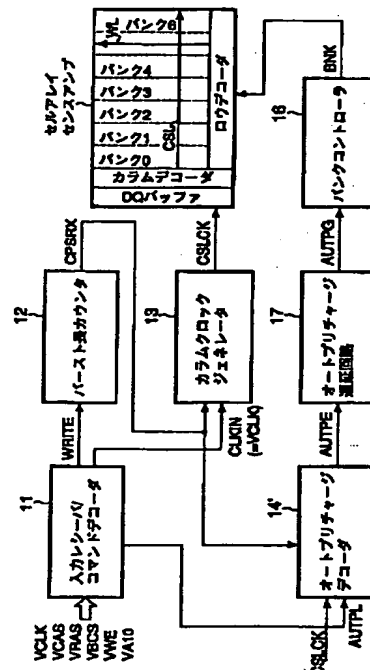 セルアレイ
センスアンプ
バンク6
WL
バンク4
バンク3
バンク2
バンク1
バンク0
CSL
ロウデコーダ
カラムデコーダ
DQバッファ
CPSRX
12
バースト長カウンタ
WRITE
11
入力レシーバ/
コマンドデコーダ
VCLK
VCAS
VRAS
VBCS
VWE
VA10
CSLCK
13
カラムクロック
ジェネレータ
CLKIN
(=VCLK)
BNK
16
バンクコントローラ
AUTPG
17
オートプリチャージ
遅延回路
AUTPE
14'
オートプリチャージ
デコーダ
CSLCK
AUTPL